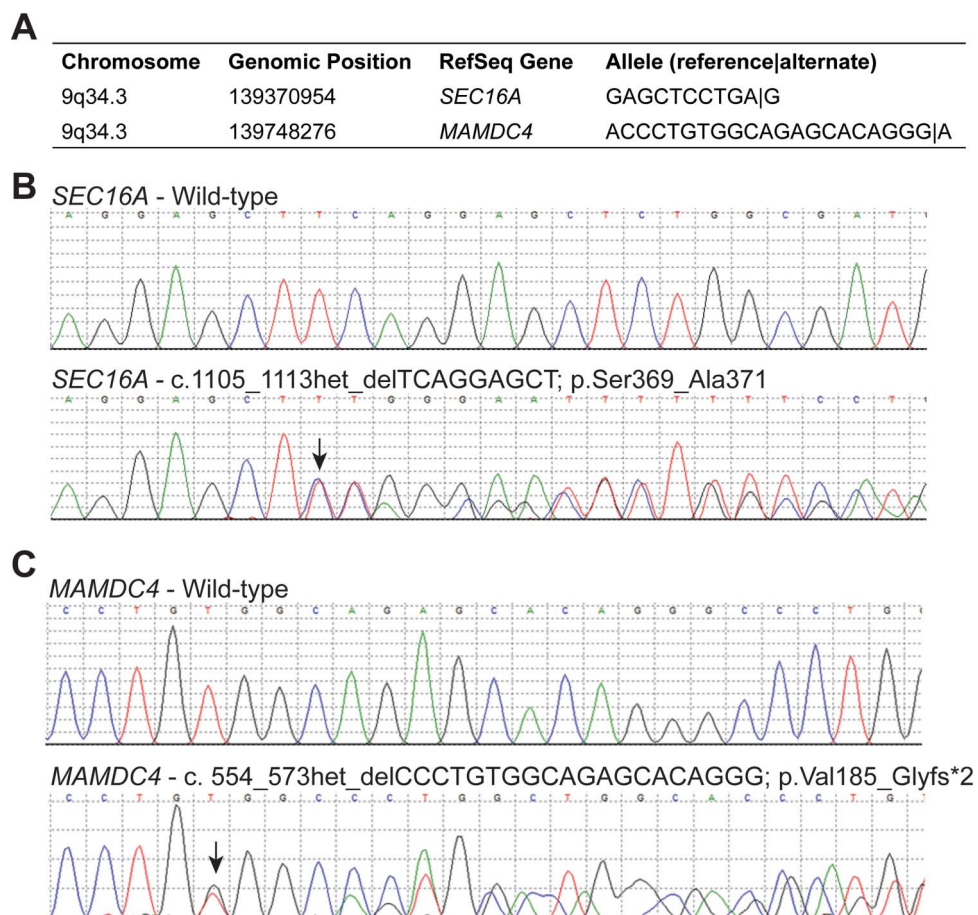 A
Chromosome Genomic Position RefSeq Gene Allele (reference|alternate)
9q34.3 139370954 SEC16A GAGCTCCTGA|G
9q34.3 139748276 MAMDC4 ACCCTGTGGCAGAGCACAGGG|A
B
SEC16A - Wild-type
A G G A G C T T C A G G A G C T C T G G C G A T
SEC16A - c.1105_1113het_delTCAGGAGCT; p.Ser369_Ala371
A G G A G C T T T G G G A A T T T T T T T C C T
C
MAMDC4 - Wild-type
C C T G T G G C A G A G C A C A G G G C C C T G
MAMDC4 - c. 554_573het_delCCCTGTGGCAGAGCACAGGG; p.Val185_Glyfs*2
C C T G T G G C C C T G G C T G G C A C C C T G